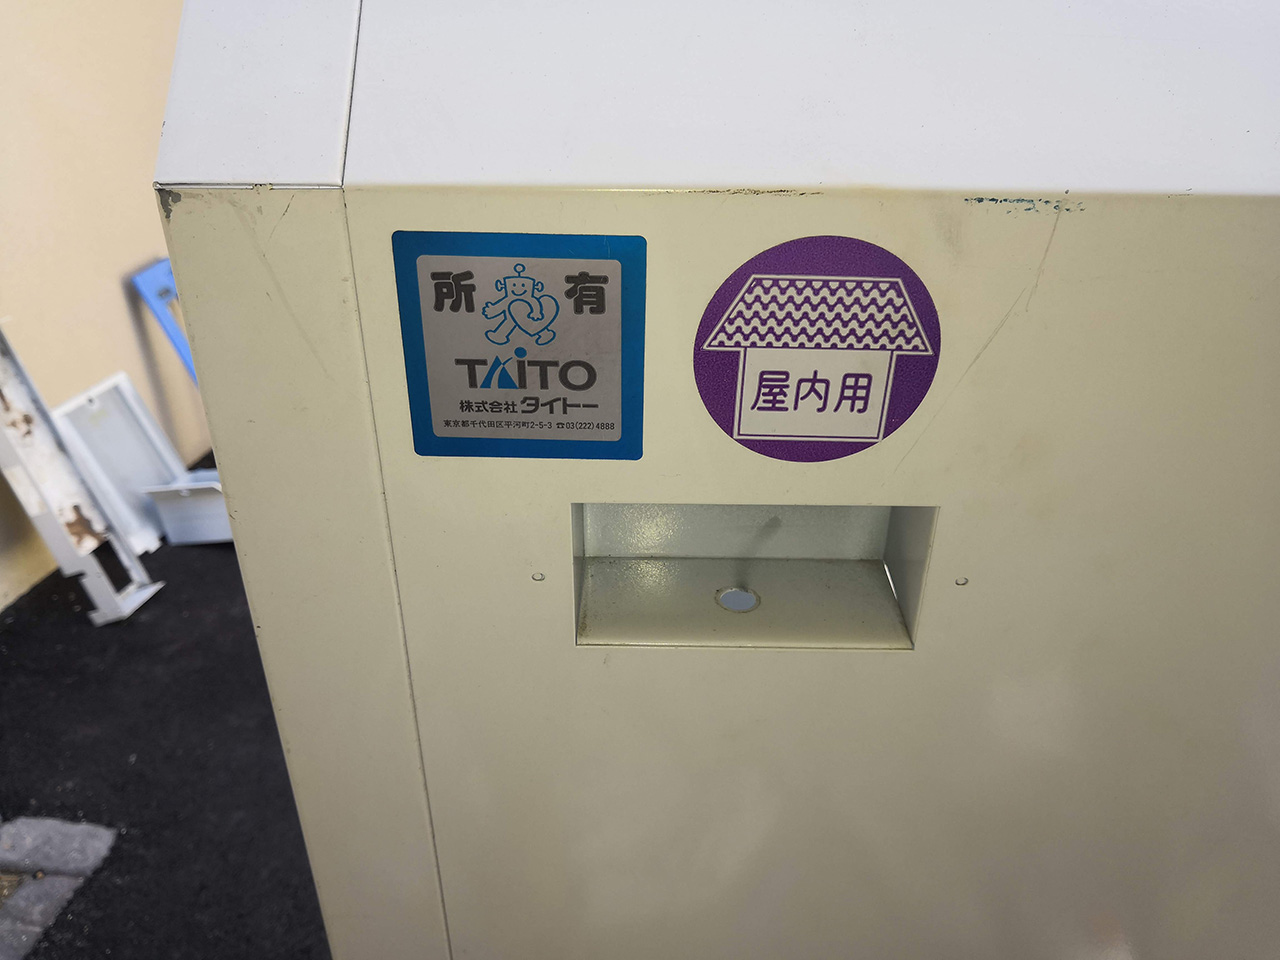 所有
TAITO
株式会社タイトー
東京都千代田区平河町2-5-3 ☎03(222)4888
屋内用